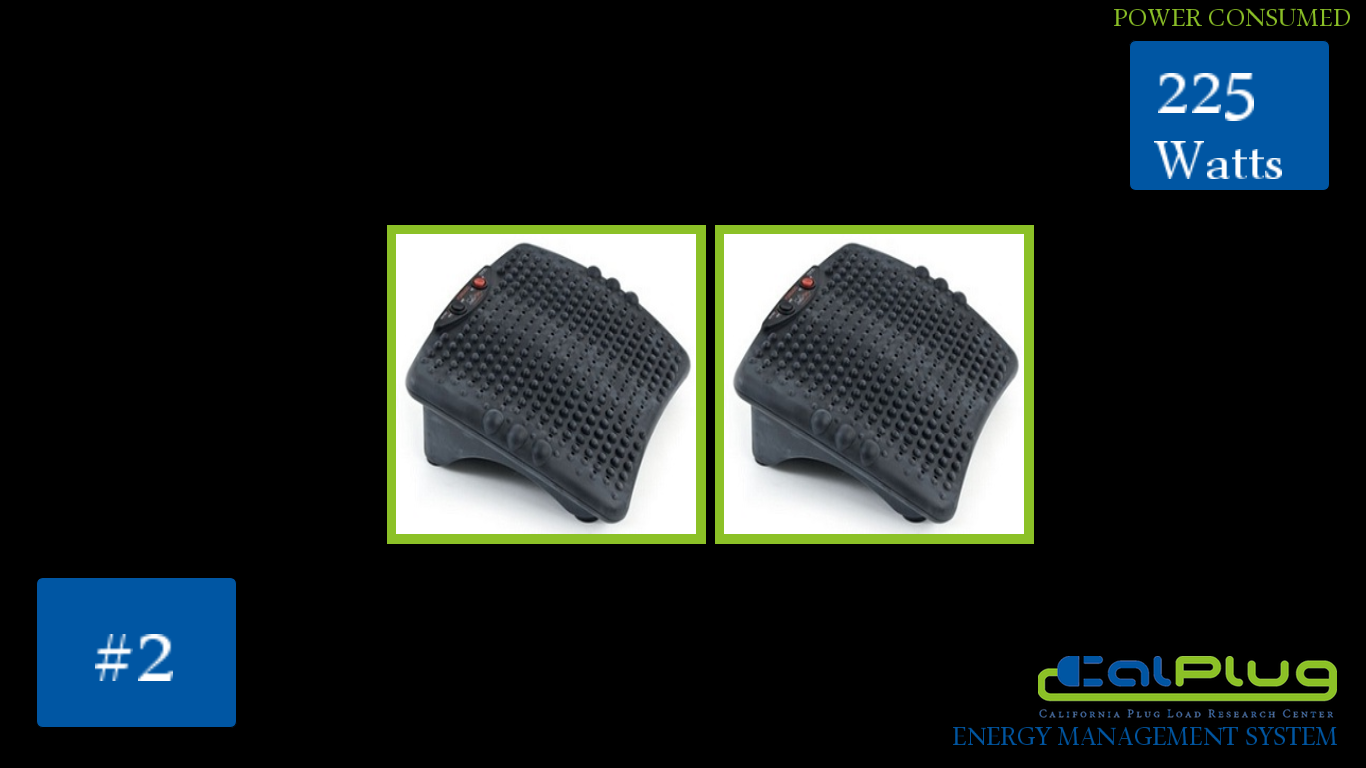 POWER CONSUMED
225
Watts
#2
CalPlug
CALIFORNIA PLUG LOAD RESEARCH CENTER
ENERGY MANAGEMENT SYSTEM